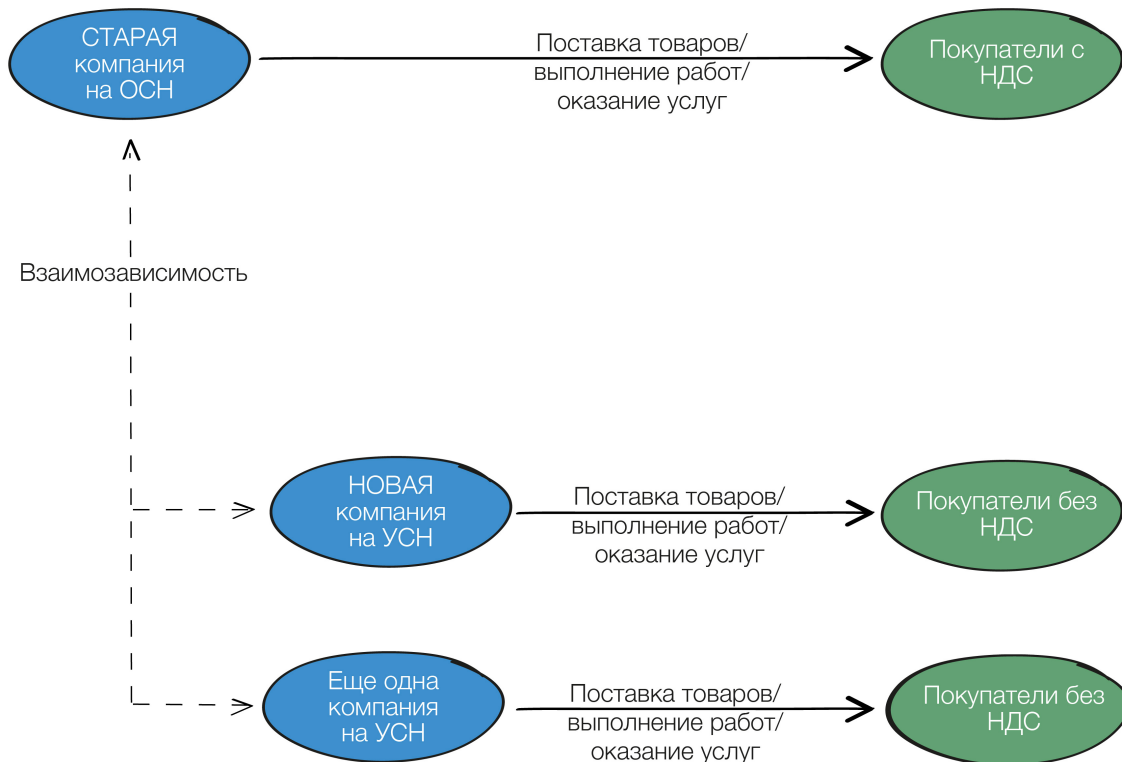 СТАРАЯ
компания
на ОСН
Поставка товаров/
выполнение работ/
оказание услуг
Покупатели с
НДС
Взаимозависимость
НОВАЯ
компания
на УСН
Поставка товаров/
выполнение работ/
оказание услуг
Покупатели без
НДС
Еще одна
компания
на УСН
Поставка товаров/
выполнение работ/
оказание услуг
Покупатели без
НДС